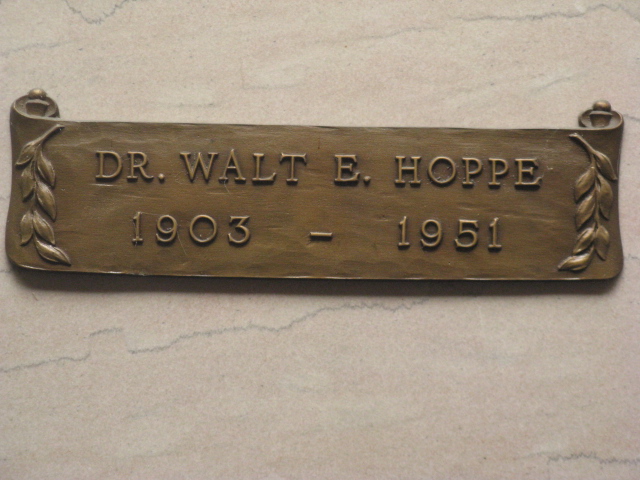 DR. WALT E. HOPPE
1903 – 1951